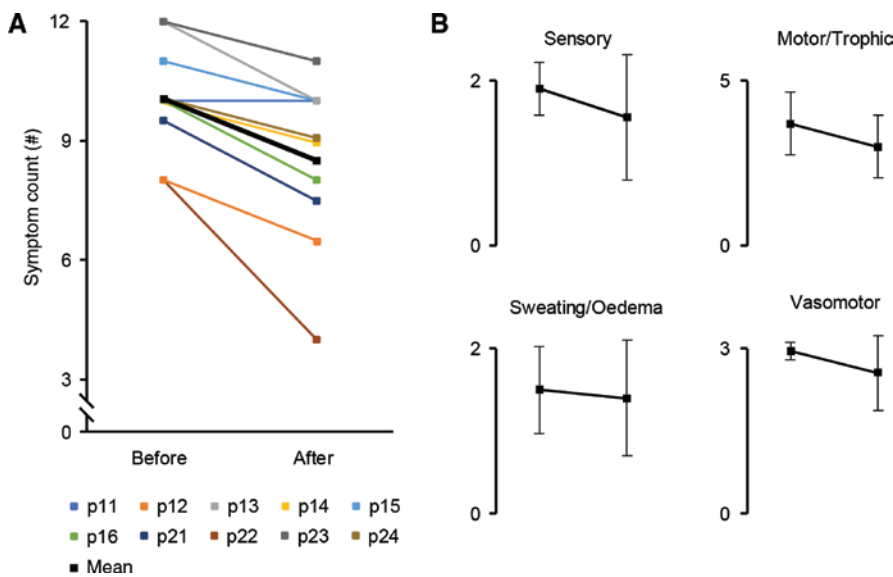 A
Symptom count (#)
12
9
6
3
0
Before After
p11 p12 p13 p14 p15
p16 p21 p22 p23 p24
Mean
B
Sensory
2
0
Motor/Trophic
5
0
Sweating/Oedema
2
0
Vasomotor
3
0